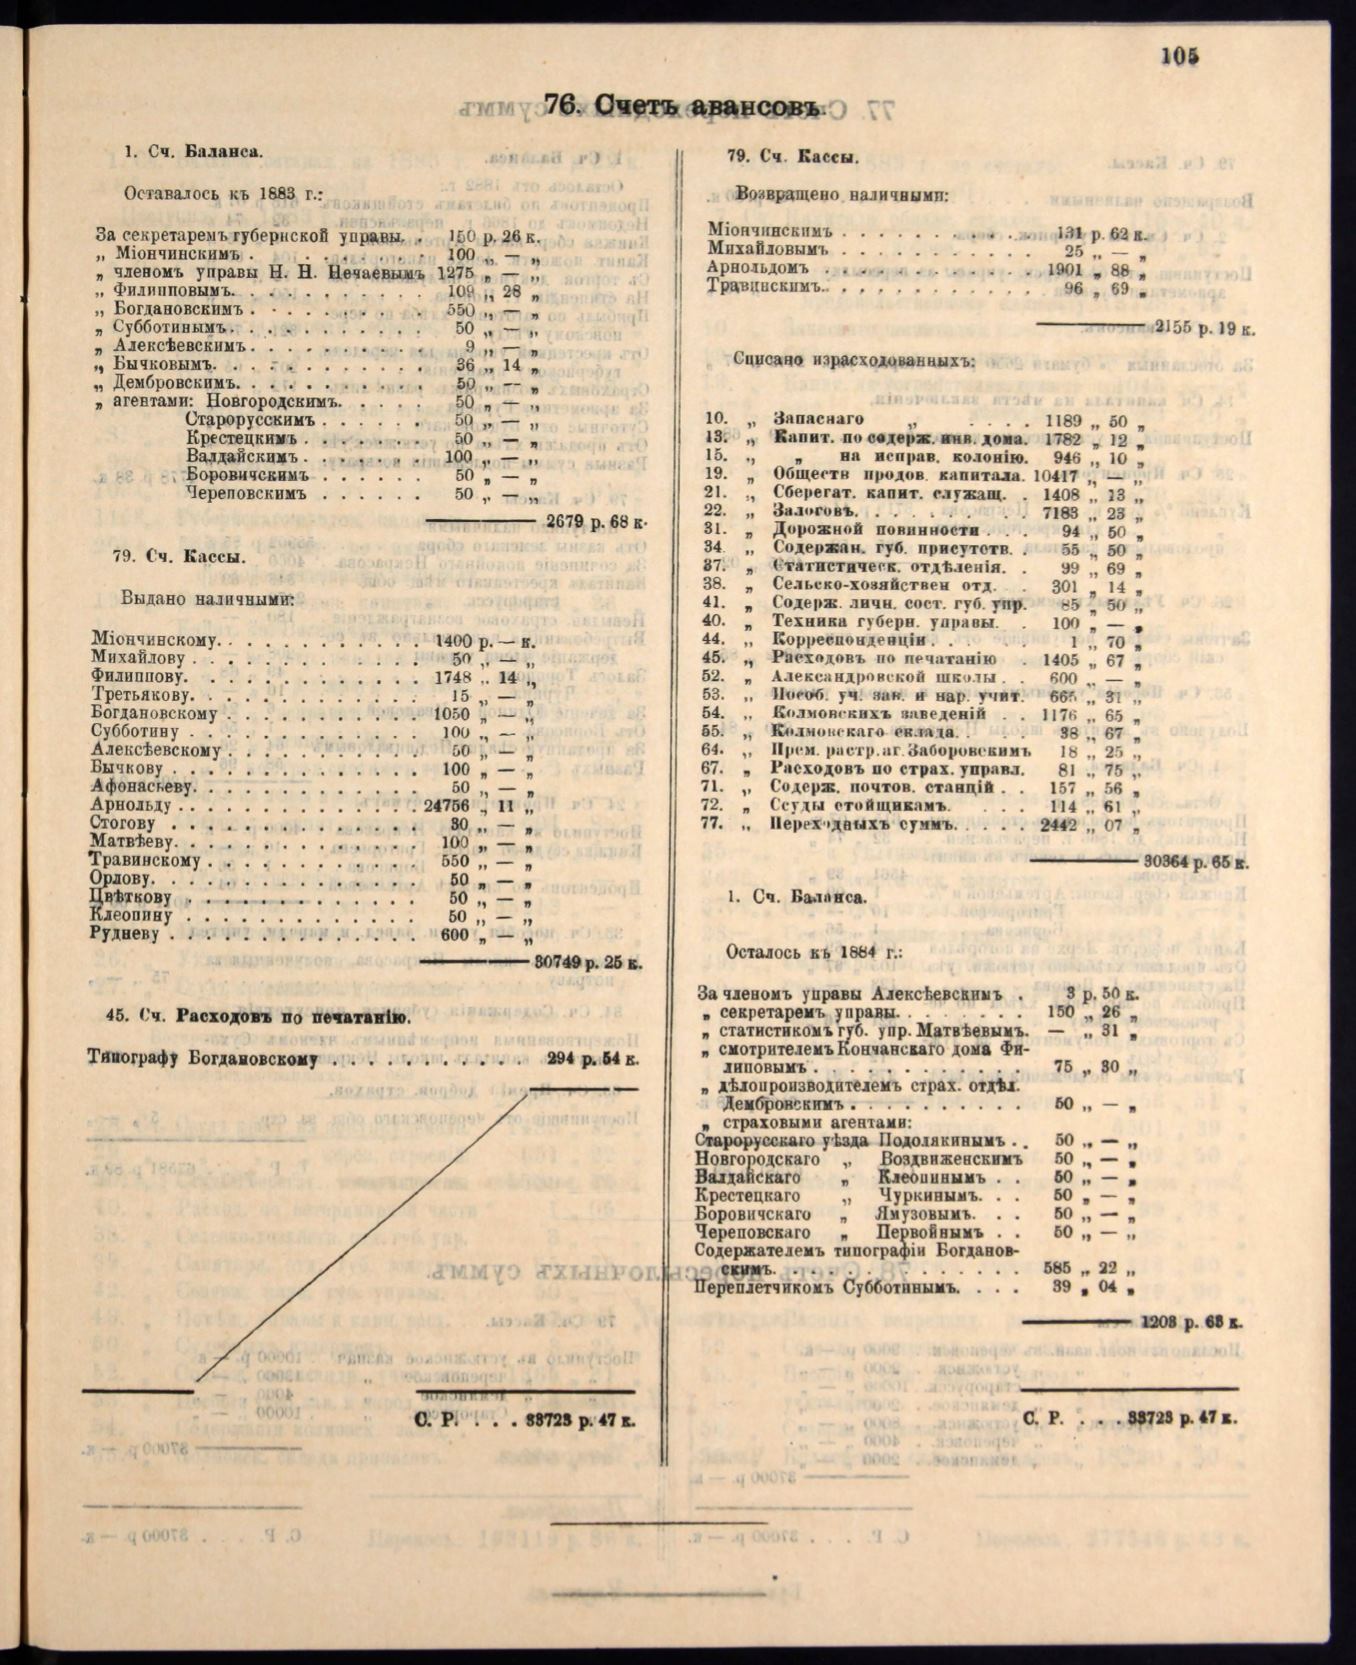 105
76. Счетъ авансовъ.
1. Сч. Баланса.
Оставалось къ 1883 г.:
За секретаремъ губернской управы. . 150 р. 26 к.
„ Міончинскимъ . . . . . . . . . 100 „ — „
„ членомъ управы Н. Н. Нечаевымъ 1275 „ — „
„ Филипповымъ. . . . . . . . . . 109 „ 28 „
„ Богдановскимъ . . . . . . . . . 550 „ — „
„ Субботинымъ . . . . . . . . . . 50 „ — „
„ Алексѣевскимъ . . . . . . . . . 9 „ — „
„ Бычковымъ. . . . . . . . . . . 36 „ 14 „
„ Дембровскимъ. . . . . . . . . . 50 „ — „
„ агентами: Новгородскимъ. . . . . 50 „ — „
Старорусскимъ . . . . . . 50 „ — „
Крестецкимъ . . . . . . . 50 „ — „
Валдайскимъ . . . . . . . 100 „ — „
Боровичскимъ . . . . . . 50 „ — „
Череповскимъ . . . . . . 50 „ — „
2679 р. 68 к.
79. Сч. Кассы.
Выдано наличными:
Міончинскому. . . . . . . . . . . 1400 р. — к.
Михайлову . . . . . . . . . . . 50 „ — „
Филиппову. . . . . . . . . . . . 1748 „ 14 „
Третьякову. . . . . . . . . . . . 15 „ — „
Богдановскому . . . . . . . . . . 1050 „ — „
Субботину . . . . . . . . . . . . 100 „ — „
Алексѣевскому . . . . . . . . . . 50 „ — „
Бычкову . . . . . . . . . . . . . 100 „ — „
Афонасьеву. . . . . . . . . . . . 50 „ — „
Арнольду . . . . . . . . . . . . . 24756 „ 11 „
Стогову . . . . . . . . . . . . . 30 „ — „
Матвѣеву. . . . . . . . . . . . . 100 „ — „
Травинскому . . . . . . . . . . . 550 „ — „
Орлову. . . . . . . . . . . . . . 50 „ — „
Цвѣткову . . . . . . . . . . . . 50 „ — „
Клеопину . . . . . . . . . . . . 50 „ — „
Рудневу . . . . . . . . . . . . . 600 „ — „
30749 р. 25 к.
45. Сч. Расходовъ по печатанію.
Типографу Богдановскому . . . . . . . . . . 294 р. 54 к.
С. Р. . . . 33723 р. 47 к.
79. Сч. Кассы.
Возвращено наличными:
Міончинскимъ . . . . . . . . . . . 131 р. 62 к.
Михайловымъ . . . . . . . . . . . 25 „ — „
Арнольдомъ . . . . . . . . . . . . 1901 „ 88 „
Травинскимъ. . . . . . . . . . . . 96 „ 69 „
2155 р. 19 к.
Списано израсходованныхъ:
10. „ Запаснаго „ . . . . 1189 „ 50 „
13. „ Капит. по содерж. инв. дома. 1782 „ 12 „
15. „ „ на исправ. колонію. 946 „ 10 „
19. „ Обществ продов. капитала. 10417 „ — „
21. „ Сберегат. капит. служащ. . 1408 „ 13 „
22. „ Залоговъ. . . . . . . . 7183 „ 23 „
31. „ Дорожной повинности . . . 94 „ 50 „
34. „ Содержан. губ. присутств. . 55 „ 50 „
37. „ Статистическ. отдѣленія. . 99 „ 69 „
38. „ Сельско-хозяйствен отд. . 301 „ 14 „
41. „ Содерж. личн. сост. губ. упр. 85 „ 50 „
40. „ Техника губерн. управы. . 100 „ — „
44. „ Корреспонденціи . . . . . 1 „ 70 „
45. „ Расходовъ по печатанію . 1405 „ 67 „
52. „ Александровской школы . . 600 „ — „
53. „ Пособ. уч. зав. и нар. учит. 665 „ 31 „
54. „ Колмовскихъ заведеній . . 1176 „ 65 „
55. „ Колмовскаго склада. . . . 38 „ 67 „
64. „ Прем. растр. аг. Заборовскимъ 18 „ 25 „
67. „ Расходовъ по страх. управл. 81 „ 75 „
71. „ Содерж. почтов. станцій . . 157 „ 56 „
72. „ Ссуды стойщикамъ. . . . 114 „ 61 „
77. „ Переходныхъ суммъ. . . . . 2442 „ 07 „
30364 р. 65 к.
1. Сч. Баланса.
Осталось къ 1884 г.:
За членомъ управы Алексѣевскимъ . 3 р. 50 к.
„ секретаремъ управы. . . . . . . 150 „ 26 „
„ статистикомъ губ. упр. Матвѣевымъ. — „ 31 „
„ смотрителемъ Кончанскаго дома Фи-
липовымъ . . . . . . . . . . . . 75 „ 30 „
„ дѣлопроизводителемъ страх. отдѣл.
Дембровскимъ . . . . . . . . . . 50 „ — „
„ страховыми агентами:
Старорусскаго уѣзда Подолякинымъ . . 50 „ — „
Новгородскаго „ Воздвиженскимъ 50 „ — „
Валдайскаго „ Клеопинымъ . . 50 „ — „
Крестецкаго „ Чуркинымъ. . . 50 „ — „
Боровичскаго „ Ямузовымъ. . . 50 „ — „
Череповскаго „ Первойнымъ . . 50 „ — „
Содержателемъ типографіи Богданов-
скимъ. . . . . . . . . . . . . . 585 „ 22 „
Переплетчикомъ Субботинымъ. . . . 39 „ 04 „
1203 р. 63 к.
С. Р. . . . 33723 р. 47 к.